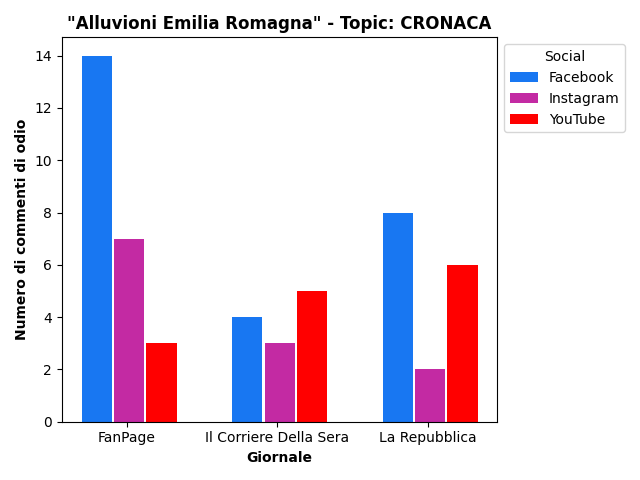 "Alluvioni Emilia Romagna" - Topic: CRONACA
Social
Facebook
Instagram
YouTube
Numero di commenti di odio
14
12
10
8
6
4
2
0
FanPage
Il Corriere Della Sera
La Repubblica
Giornale